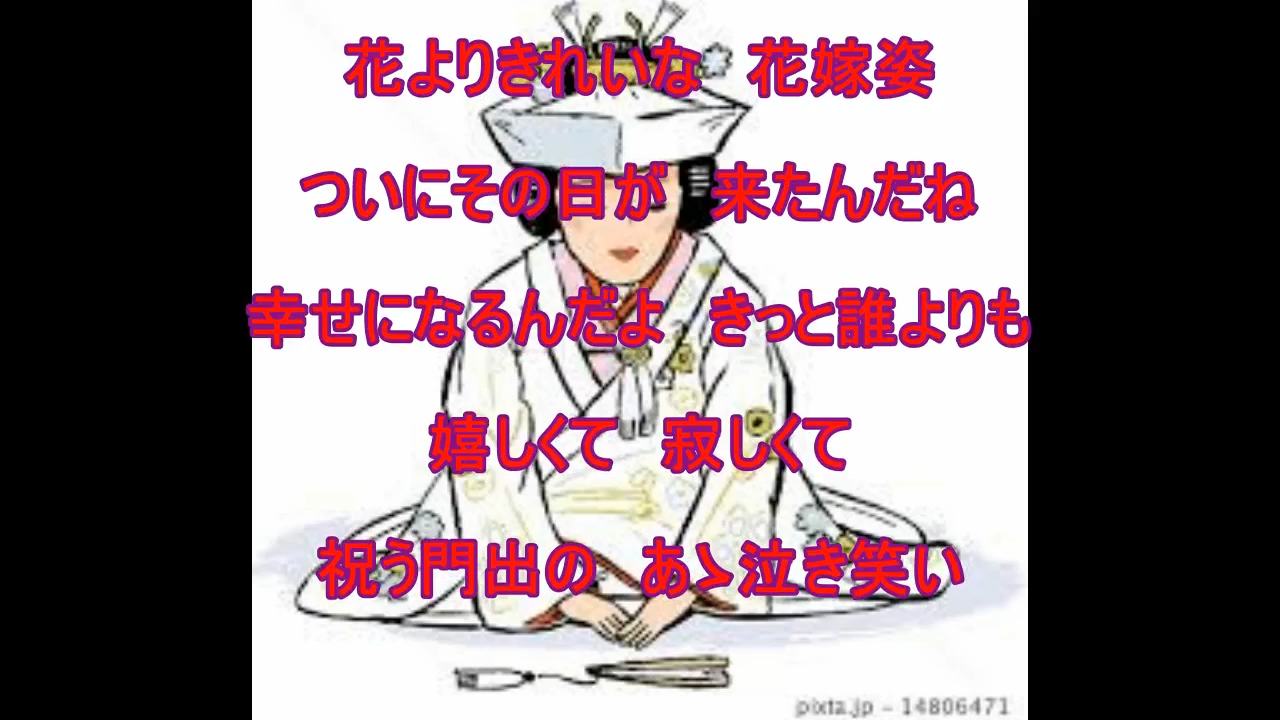 花よりきれいな　花嫁姿
ついにその日が　来たんだね
幸せになるんだよ　きっと誰よりも
嬉しくて　寂しくて
祝う門出の　あゝ泣き笑い
pixta.jp - 14806471